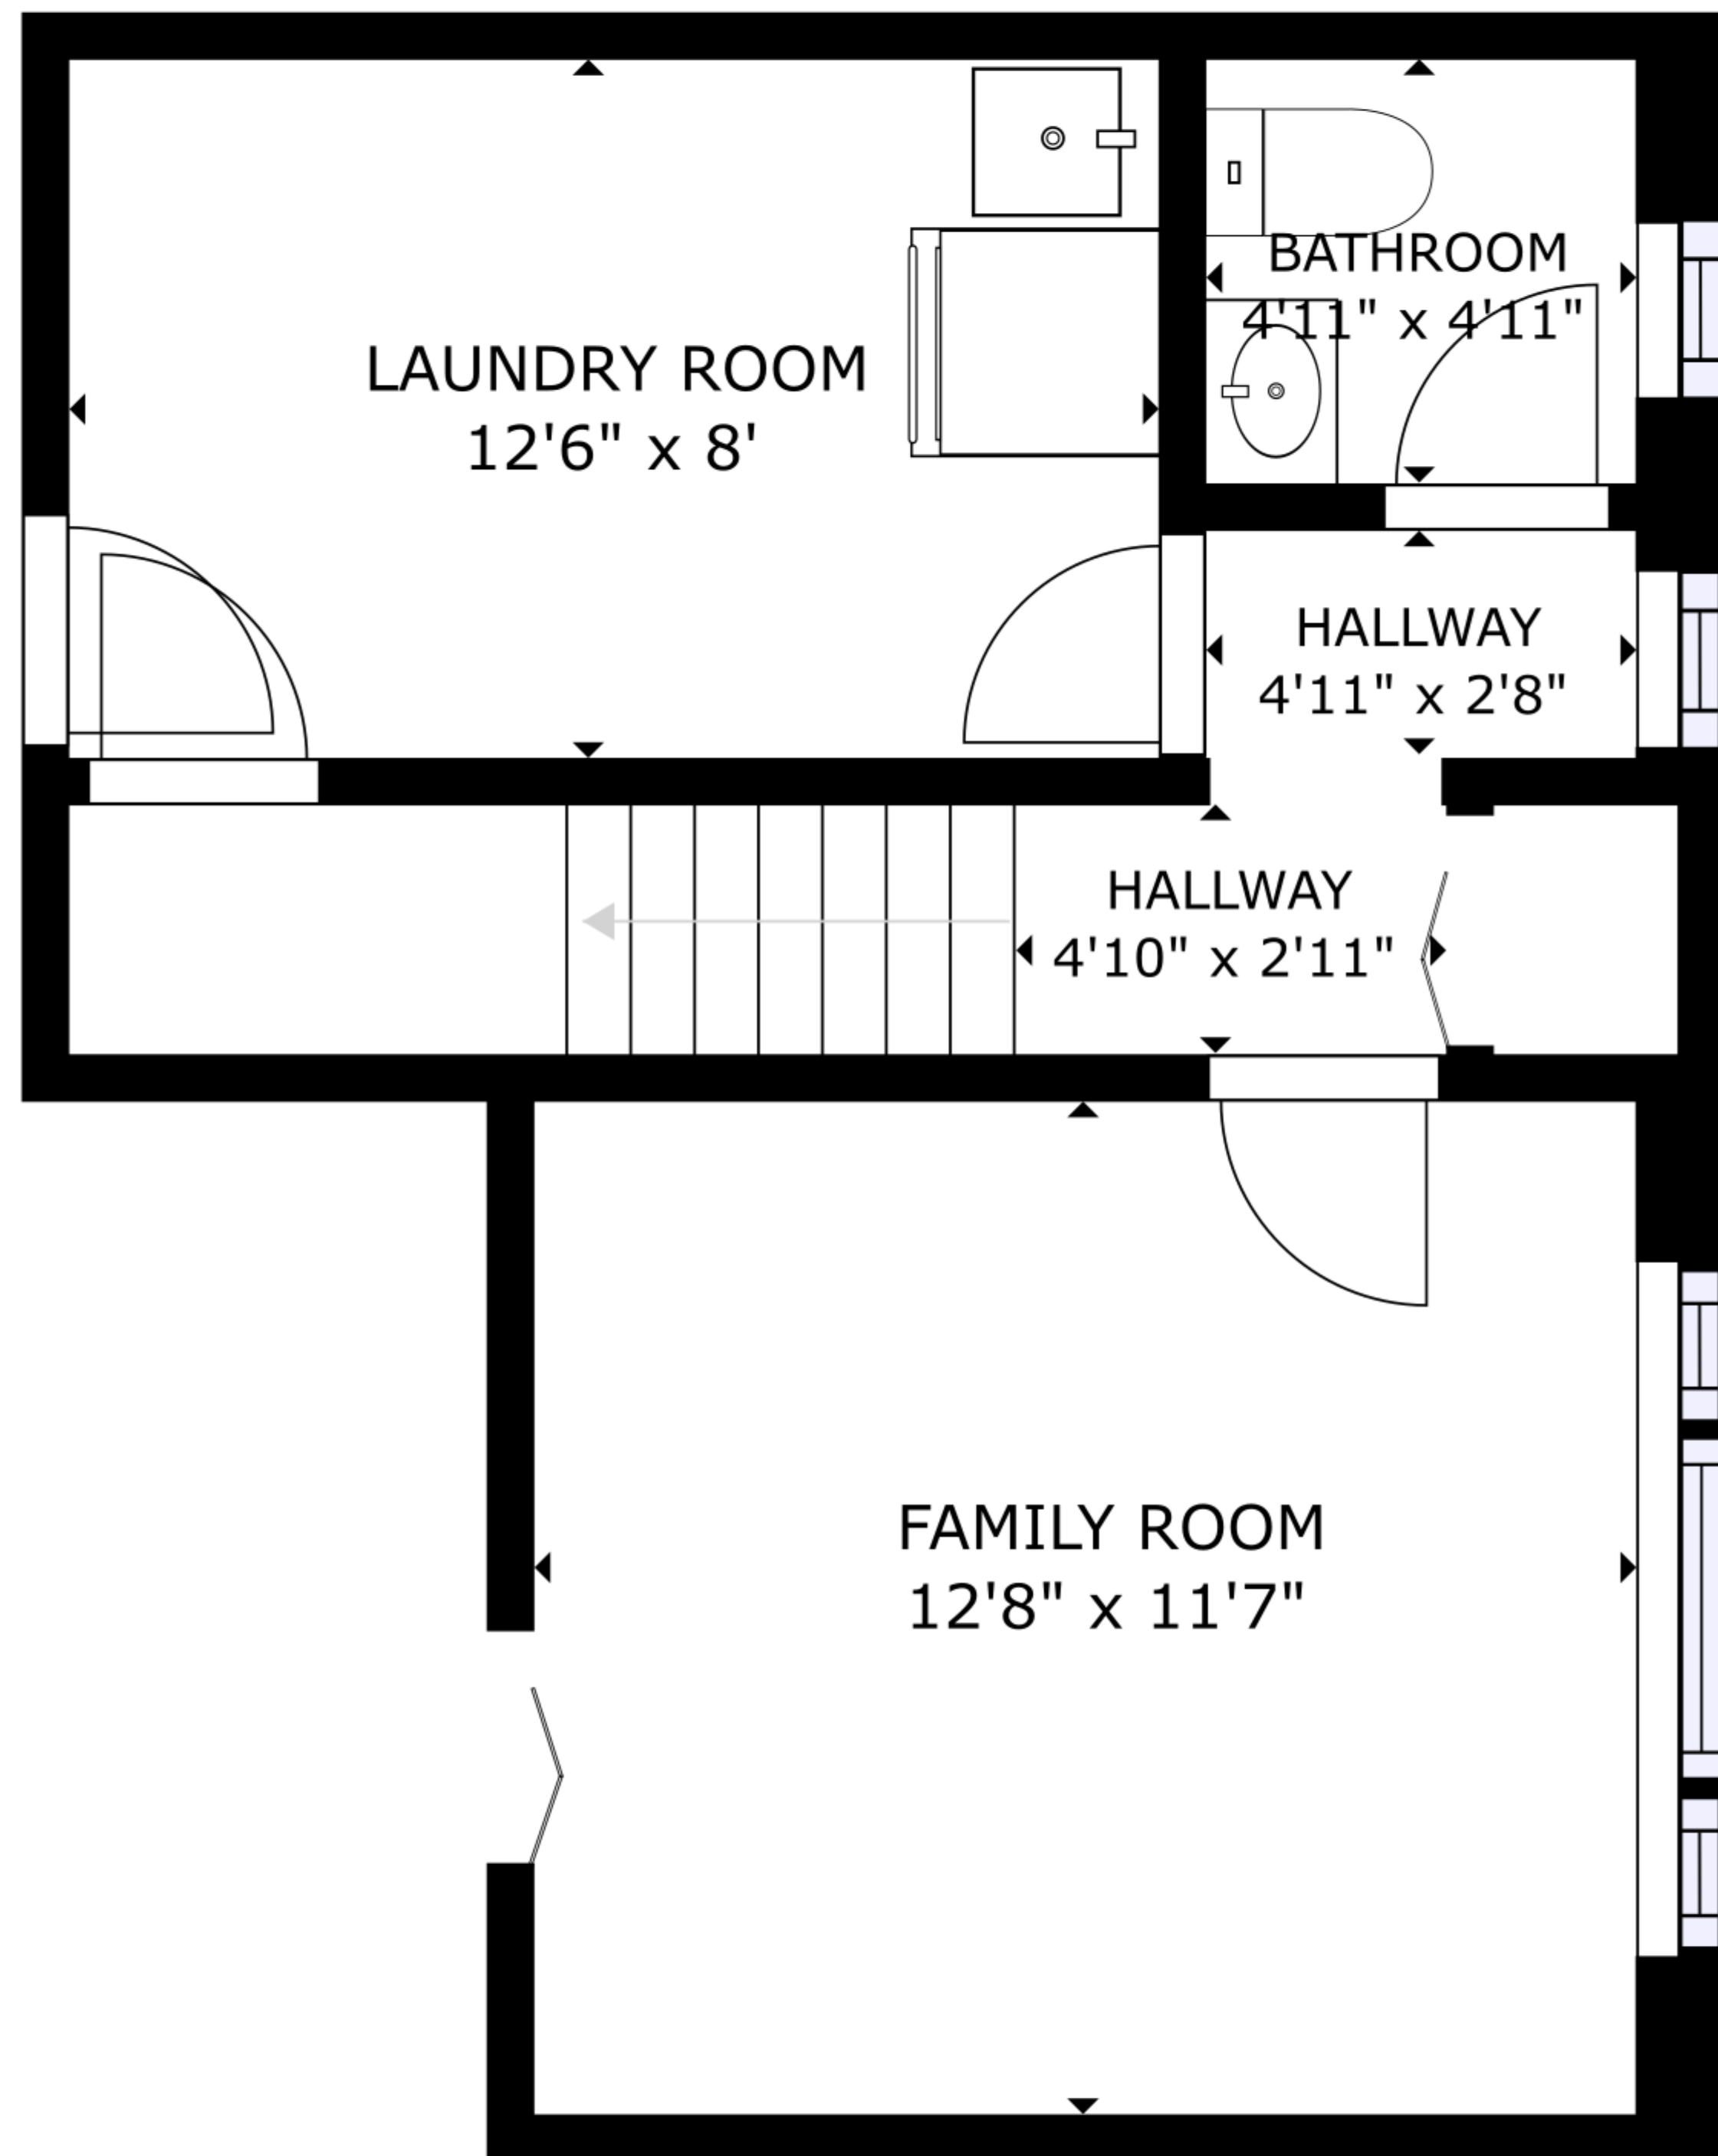 BATHROOM
4'11" x 4'11"
LAUNDRY ROOM
12'6" x 8'
HALLWAY
4'11" x 2'8"
HALLWAY
4'10" x 2'11"
FAMILY ROOM
12'8" x 11'7"